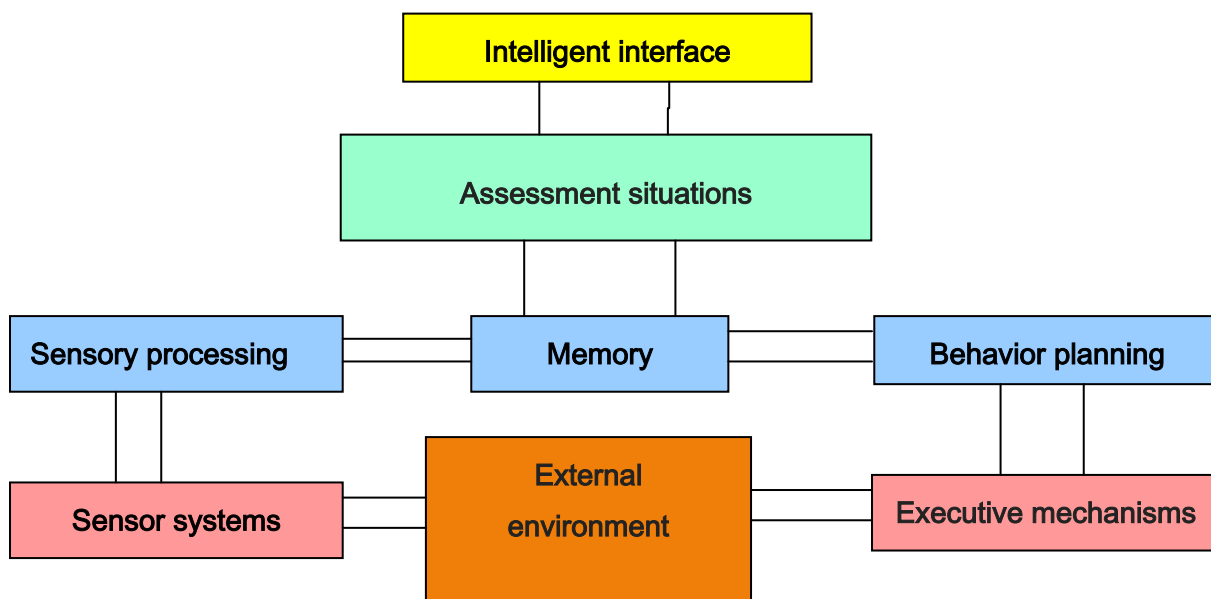 Intelligent interface
Assessment situations
Sensory processing
Memory
Behavior planning
External
environment
Sensor systems
Executive mechanisms